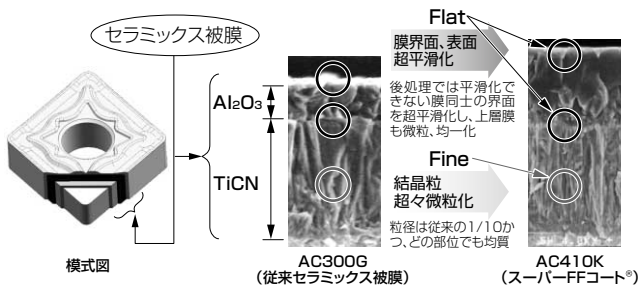 セラミックス被膜
Al₂O₃
TiCN
模式図
AC300G
(従来セラミックス被膜)
Flat
膜界面、表面
超平滑化
後処理では平滑化で
きない膜同士の界面
を超平滑化し、上層膜
も微粒、均一化
Fine
結晶粒
超々微粒化
粒径は従来の1/10か
つ、どの部位でも均質
AC410K
(スーパーFFコート®)